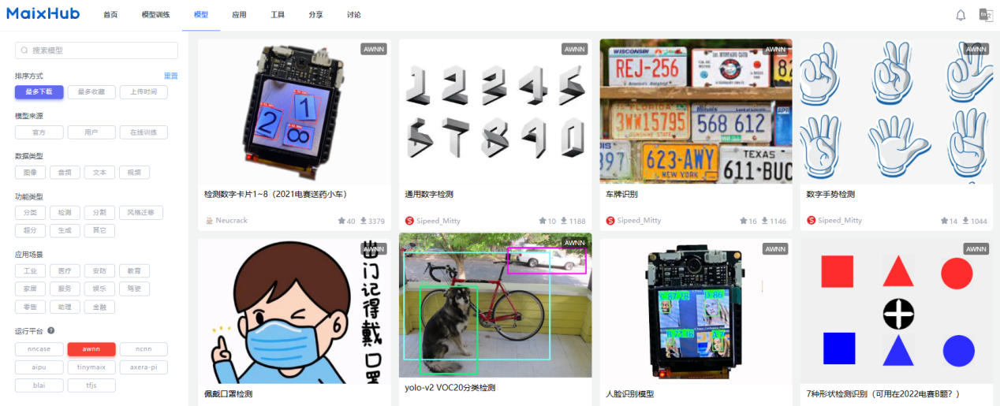 MaixHub
首页 模型训练 模型 应用 工具 分享 讨论
搜索模型
排序方式 重置
最多下载 最多收藏 上传时间
模型来源
官方 用户 在线训练
数据类型
图像 音频 文本 视频
功能类型
分类 检测 分割 风格迁移
超分 生成 其它
应用场景
工业 医疗 安防 教育
家居 服务 娱乐 驾驶
零售 助理 金融
运行平台
nncase awnn ncnn
aipu tinymaix axera-pi
blai tfjs
AWNN
1
2
8
检测数字卡片1~8（2021电赛送药小车）
Neucrack 40 3379
AWNN
1 2 3 4 5
6 7 8 9 0
通用数字检测
Sipeed_Mitty 10 1188
AWNN
WISCONSIN
REJ-256
82
FLORIDA
3WW15795
Illinois
568 612
397
623-AWY
NEW YORK
TEXAS
611·BUC
车牌识别
Sipeed_Mitty 16 1146
AWNN
数字手势检测
Sipeed_Mitty 14 1044
AWNN
出门记得戴口罩
佩戴口罩检测
AWNN
yolo-v2 VOC20分类检测
AWNN
人脸识别模型
AWNN
7种形状检测识别（可用在2022电赛B题？）